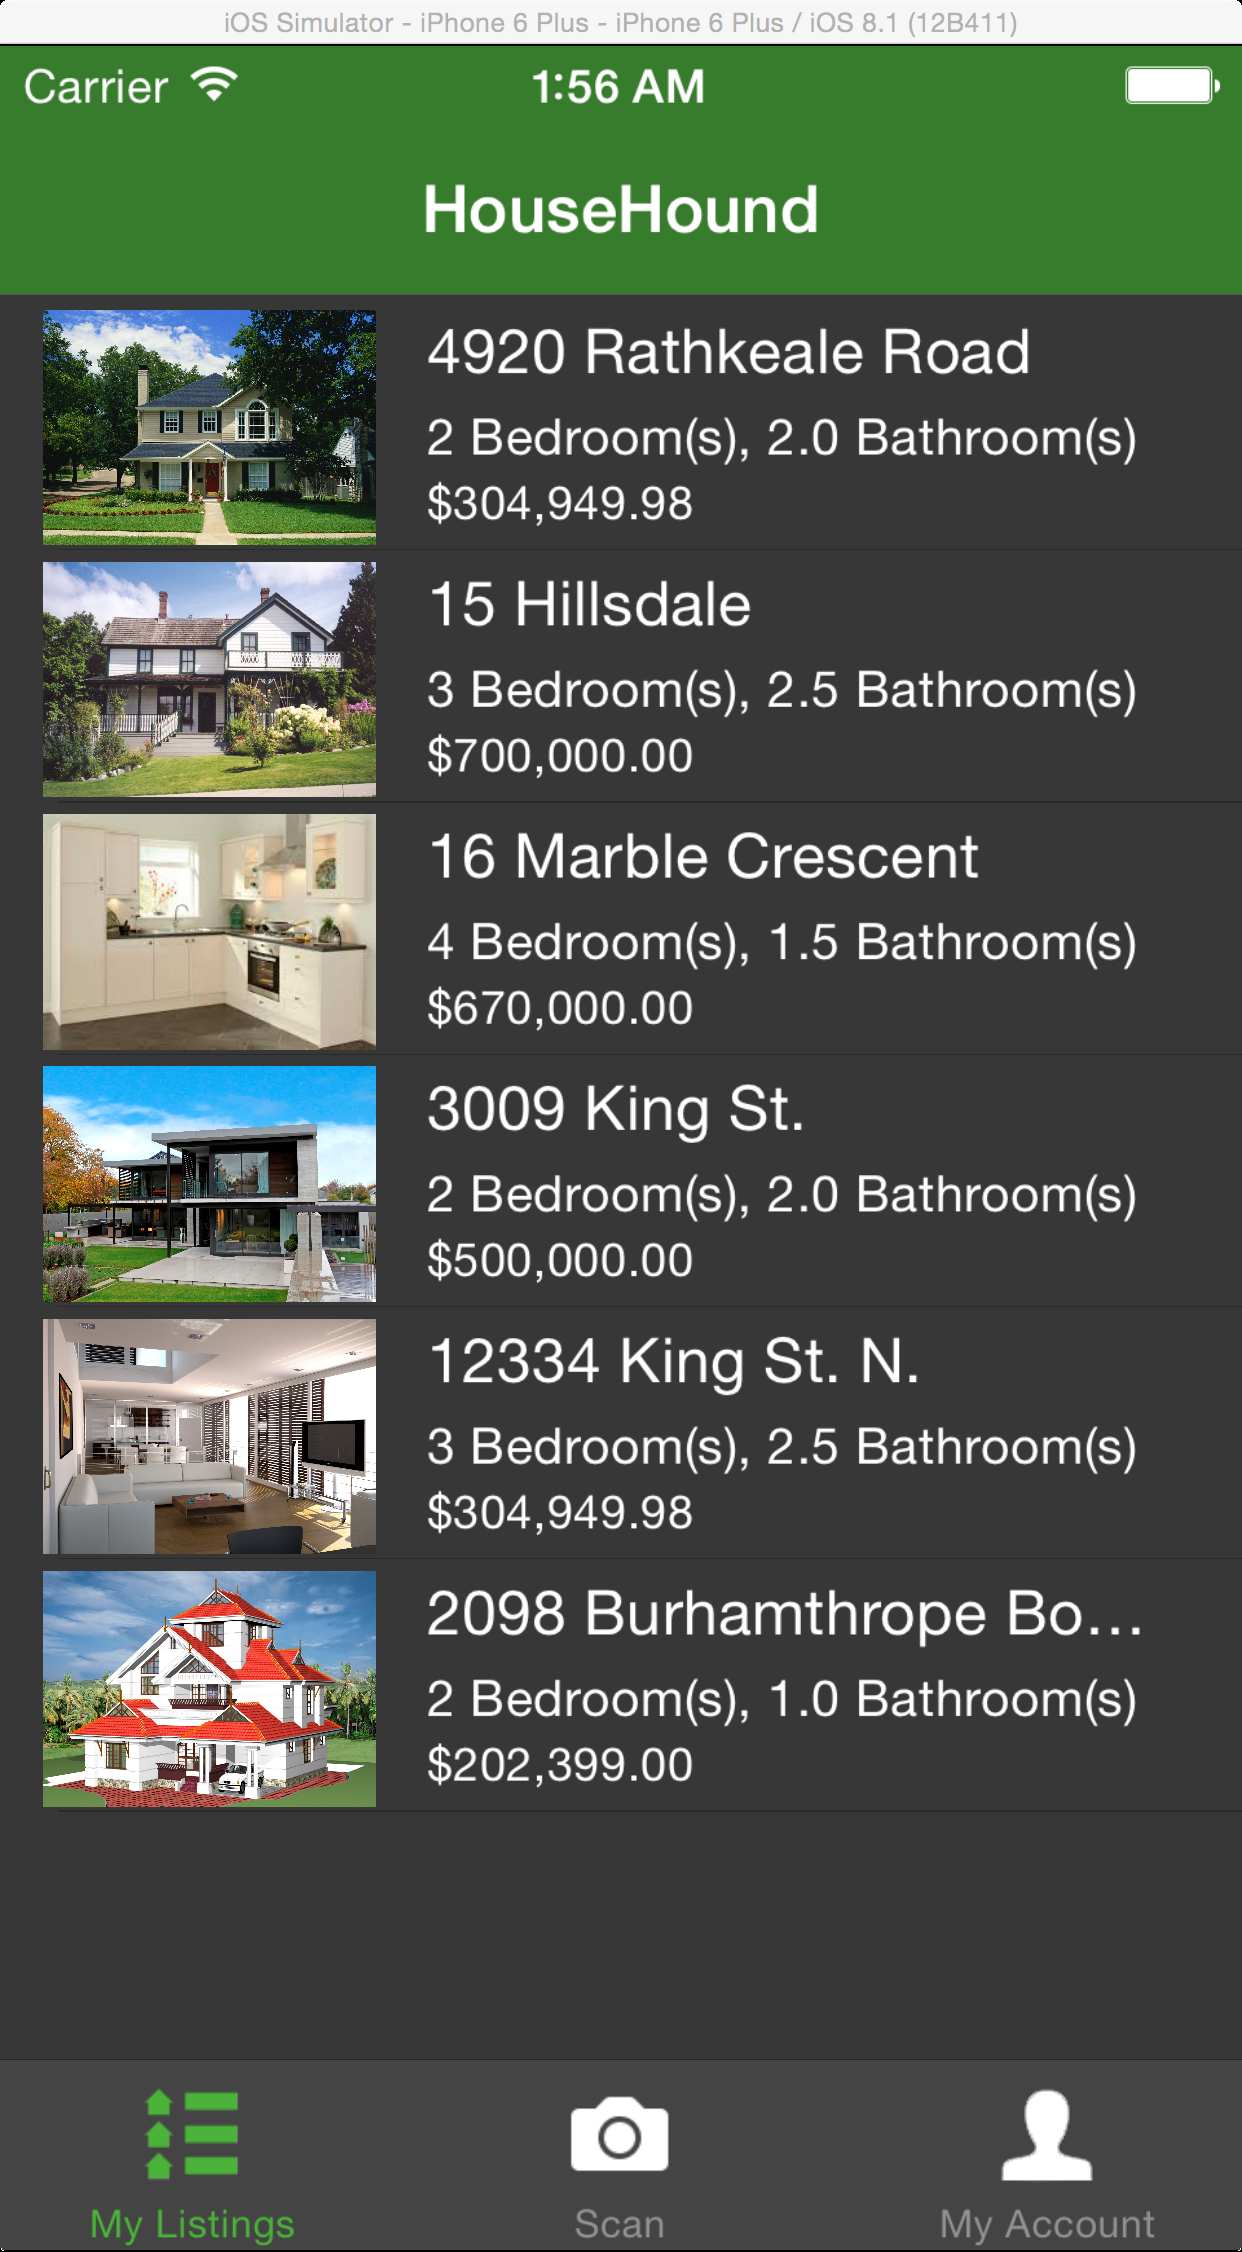 iOS Simulator - iPhone 6 Plus - iPhone 6 Plus / iOS 8.1 (12B411)
Carrier 1:56 AM
HouseHound
4920 Rathkeale Road
2 Bedroom(s), 2.0 Bathroom(s)
$304,949.98
15 Hillsdale
3 Bedroom(s), 2.5 Bathroom(s)
$700,000.00
16 Marble Crescent
4 Bedroom(s), 1.5 Bathroom(s)
$670,000.00
3009 King St.
2 Bedroom(s), 2.0 Bathroom(s)
$500,000.00
12334 King St. N.
3 Bedroom(s), 2.5 Bathroom(s)
$304,949.98
2098 Burhamthrope Bo...
2 Bedroom(s), 1.0 Bathroom(s)
$202,399.00
My Listings Scan My Account